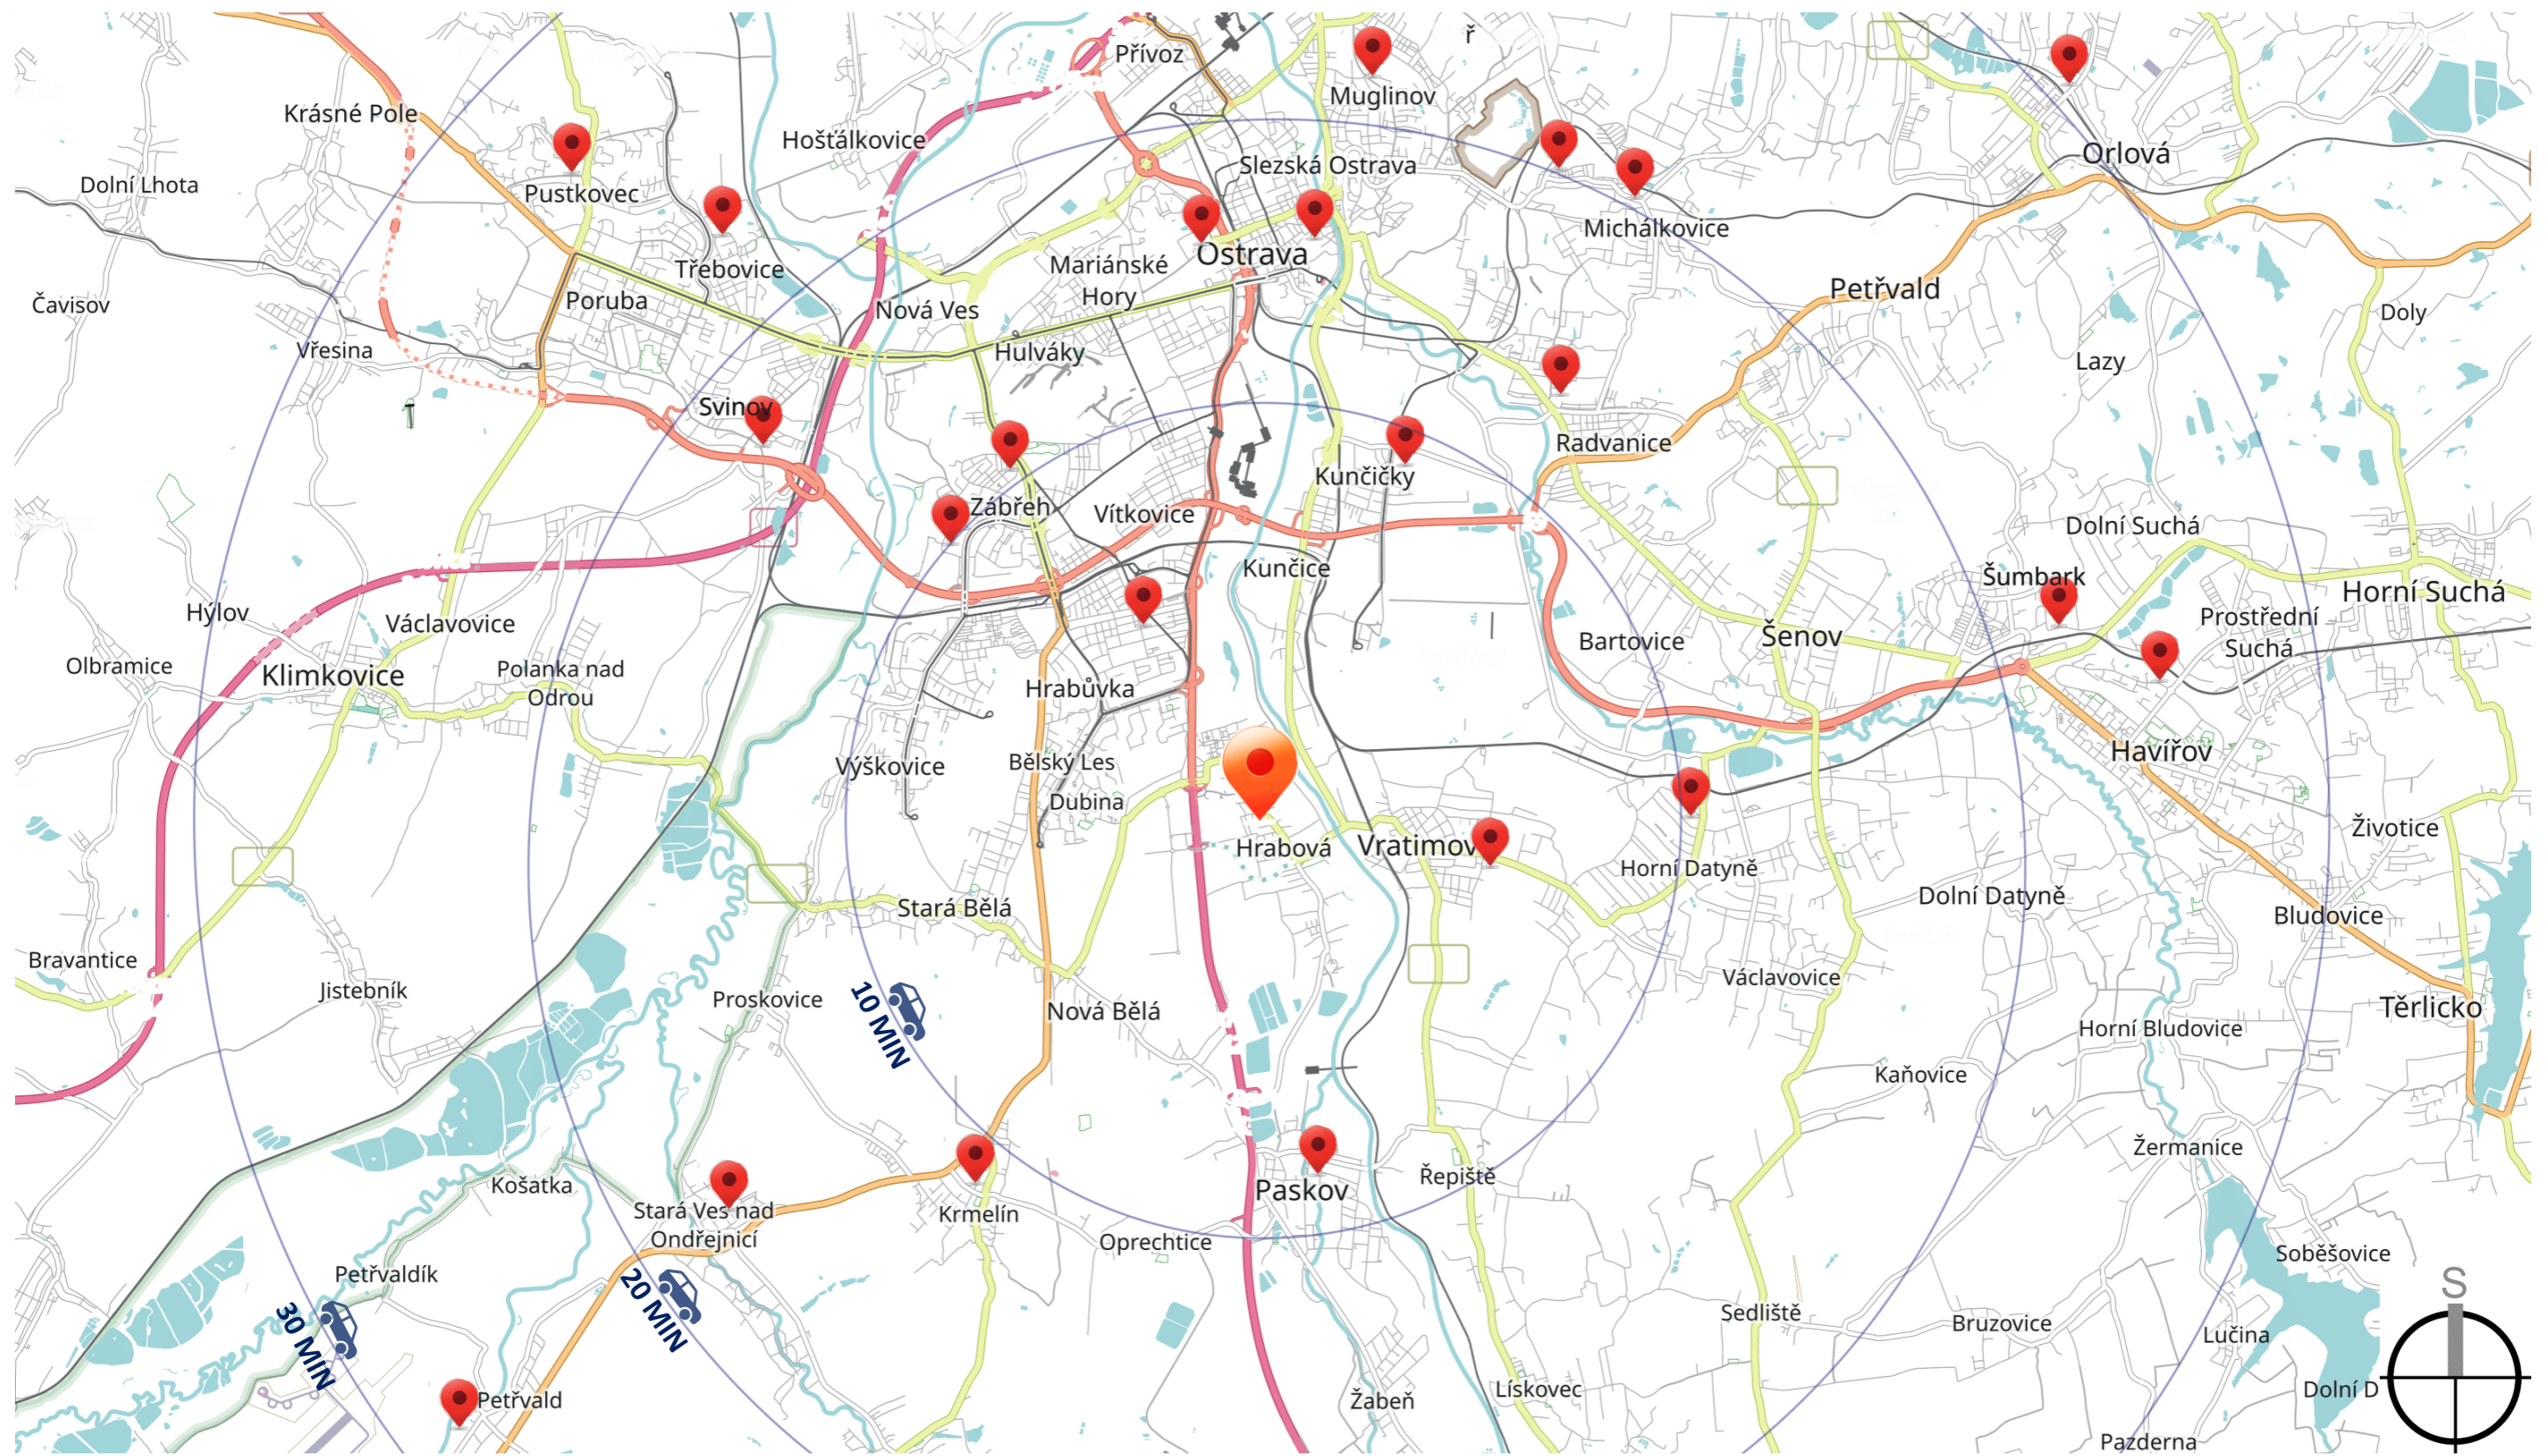 Přívoz
ř
Muglinov
Krásné Pole
Hošťálkovice
Orlová
Slezská Ostrava
Dolní Lhota
Pustkovec
Michálkovice
Ostrava
Třebovice
Mariánské
Hory
Petřvald
Čavisov
Poruba
Nová Ves
Doly
Vřesina
Hulváky
Lazy
Svinov
Radvanice
Kunčičky
Zábřeh
Vítkovice
Dolní Suchá
Kunčice
Šumbark
Horní Suchá
Hýlov
Václavovice
Prostřední
Suchá
Šenov
Bartovice
Olbramice
Klimkovice
Polanka nad
Odrou
Hrabůvka
Havířov
Výškovice
Bělský Les
Dubina
Hrabová
Vratimov
Životice
Horní Datyně
Dolní Datyně
Stará Bělá
Bludovice
Bravantice
Jistebník
Václavovice
Proskovice
10 MIN
Nová Bělá
Těrlicko
Horní Bludovice
Kaňovice
Žermanice
Košatka
Řepiště
Paskov
Stará Ves nad
Ondřejnicí
Krmelín
Oprechtice
Soběšovice
Petřvaldík
20 MIN
30 MIN
S
Sedliště
Bruzovice
Lučina
Petřvald
Žabeň
Lískovec
Dolní D
Pazderna